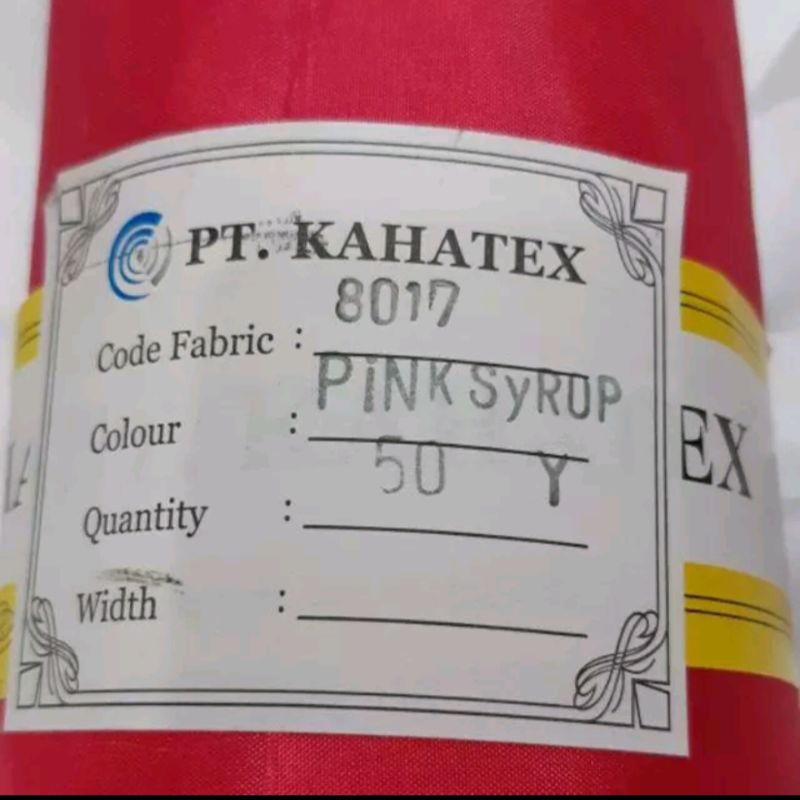 PT. KAHATEX
Code Fabric : 8017
Colour : PiNK SyRUP
Quantity : 50 Y
Width :
EX